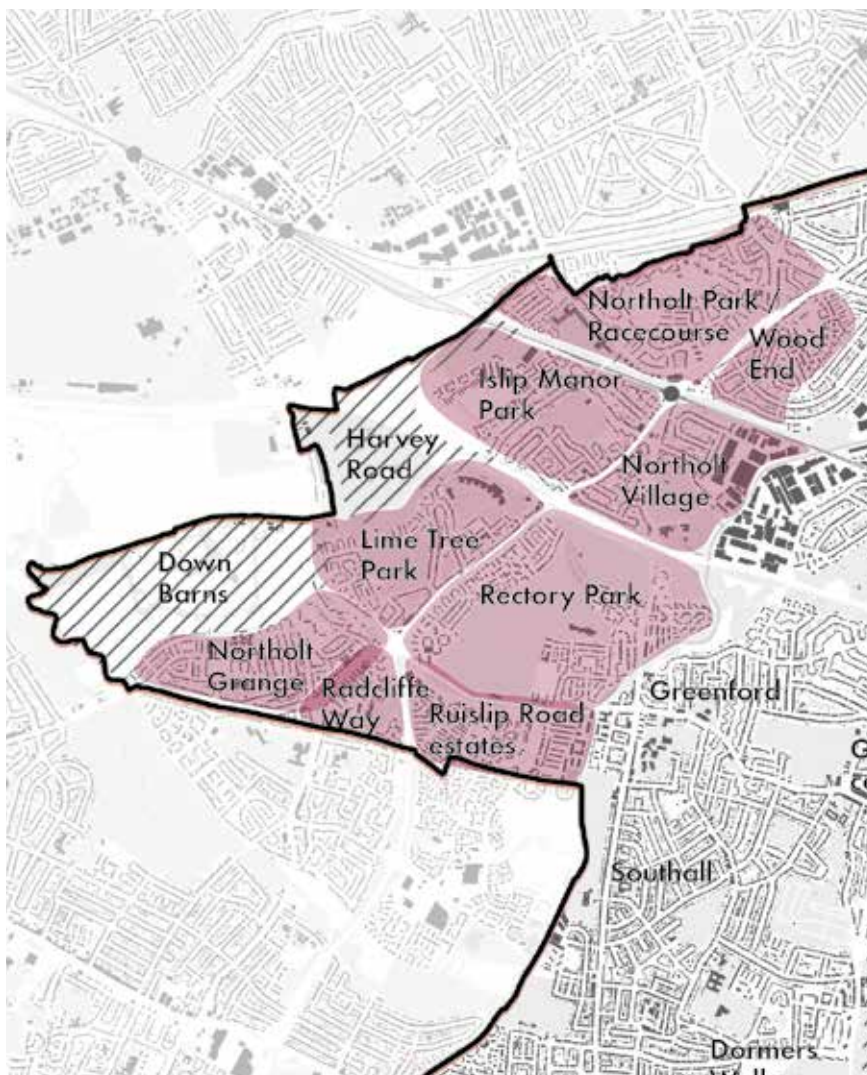 Northolt Park /
Racecourse
Wood
End
Islip Manor
Park
Harvey
Road
Northolt
Village
Lime Tree
Park
Down
Barns
Rectory Park
Northolt
Grange
Radcliffe
Way
Ruislip Road
estates
Greenford
Southall
Dormers